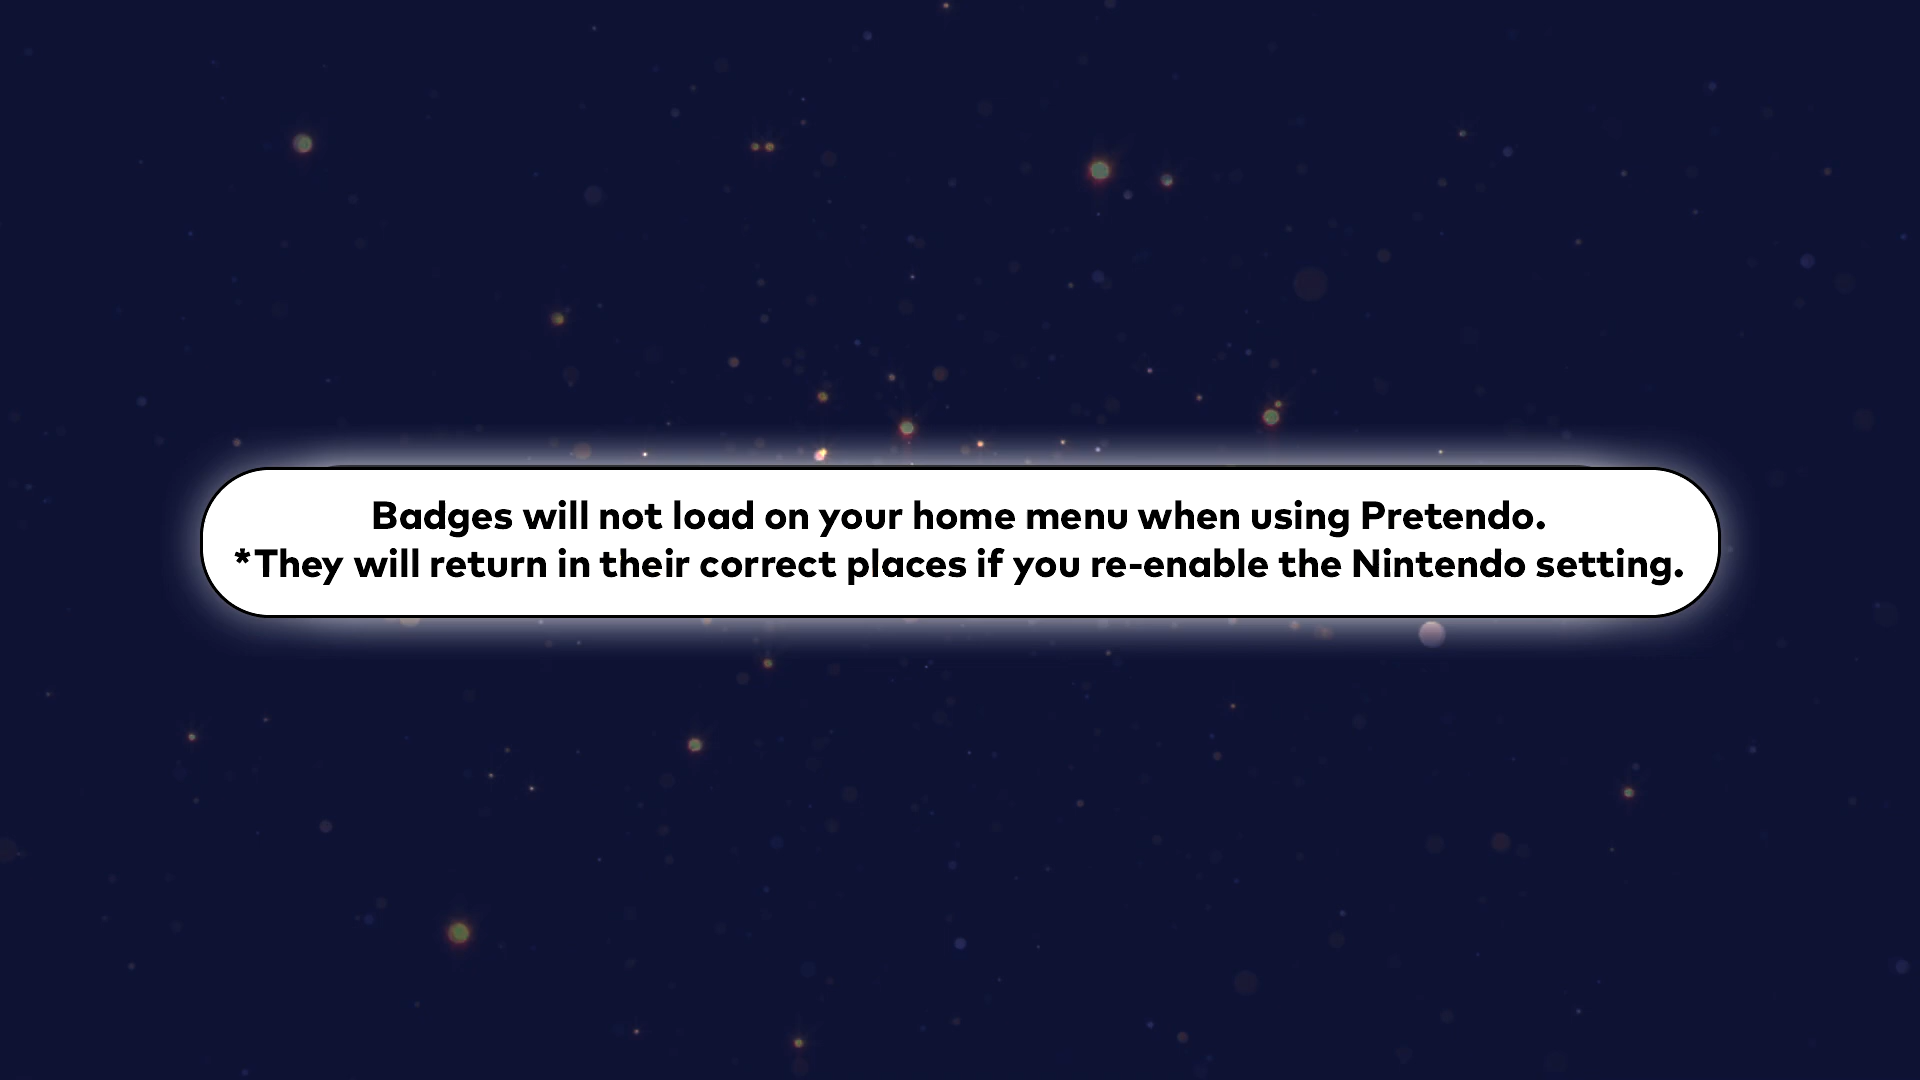 Badges will not load on your home menu when using Pretendo.
*They will return in their correct places if you re-enable the Nintendo setting.